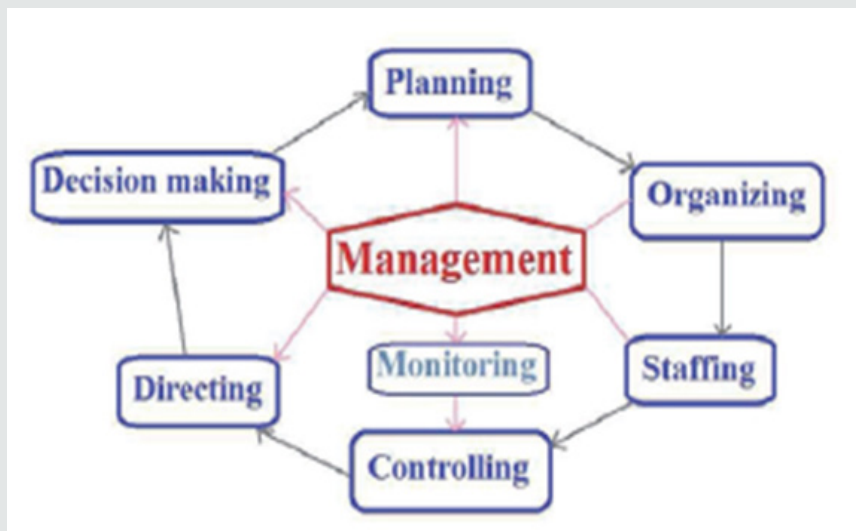 Planning
Decision making
Organizing
Management
Monitoring
Staffing
Directing
Controlling